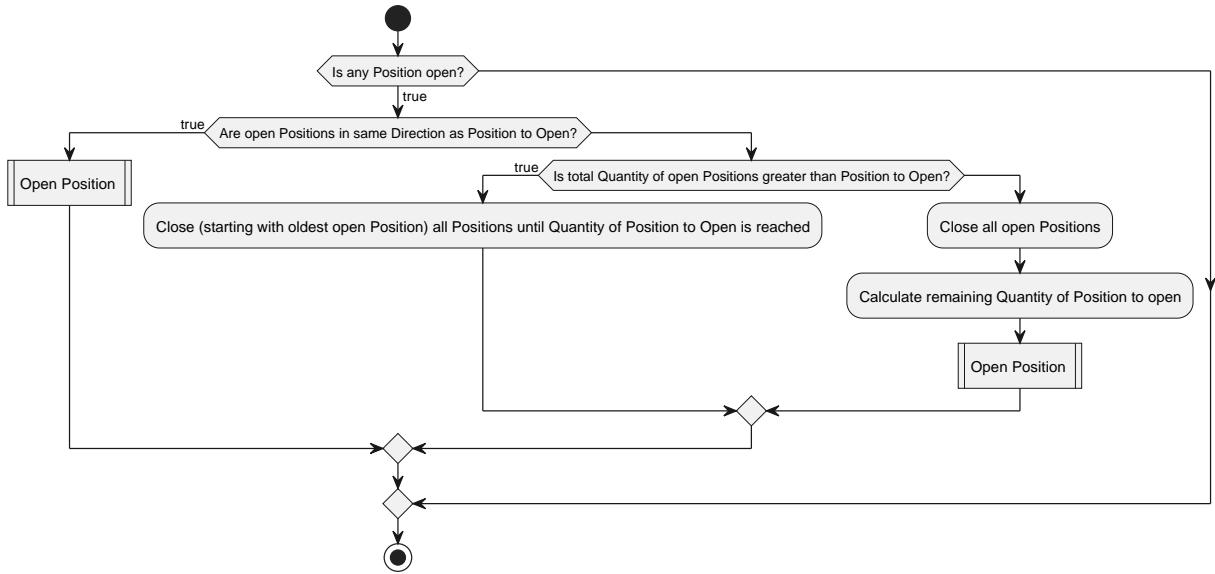 Is any Position open?
true
true
Are open Positions in same Direction as Position to Open?
Open Position
true
Is total Quantity of open Positions greater than Position to Open?
Close (starting with oldest open Position) all Positions until Quantity of Position to Open is reached
Close all open Positions
Calculate remaining Quantity of Position to open
Open Position